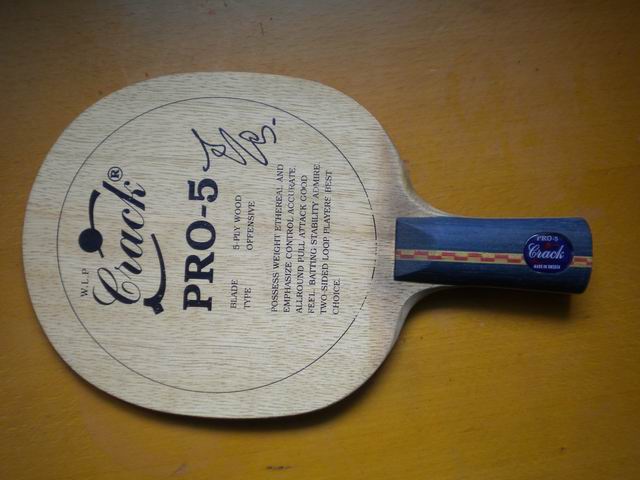 W.L.P
Crack®
PRO-5
BLADE 5-PLY WOOD
TYPE OFFENSIVE
POSSESS WEIGHT ETHEREAL AND
EMPHASIZE CONTROL ACCURATE
ALLROUND PULL ATTACK GOOD
FEEL. BATTING STABILITY ADMIRE
TWO-SIDED LOOP PLAYERS BEST
CHOICE.
PRO-5
Crack
MADE IN SWEDEN